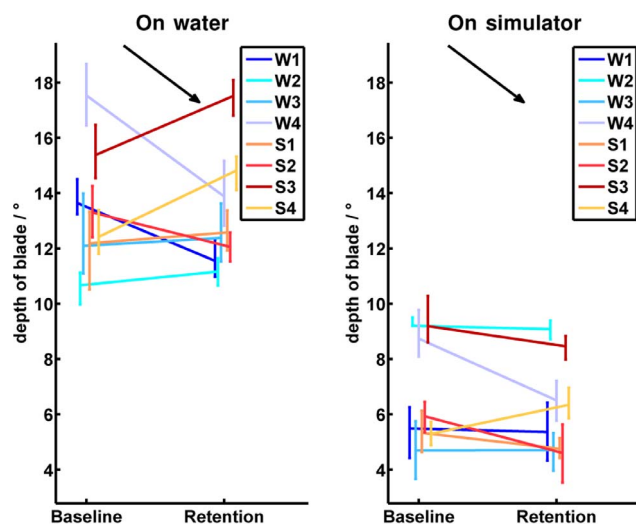 On water
depth of blade / °
18
16
14
12
10
8
6
4
Baseline
Retention
W1
W2
W3
W4
S1
S2
S3
S4
On simulator
depth of blade / °
18
16
14
12
10
8
6
4
Baseline
Retention
W1
W2
W3
W4
S1
S2
S3
S4